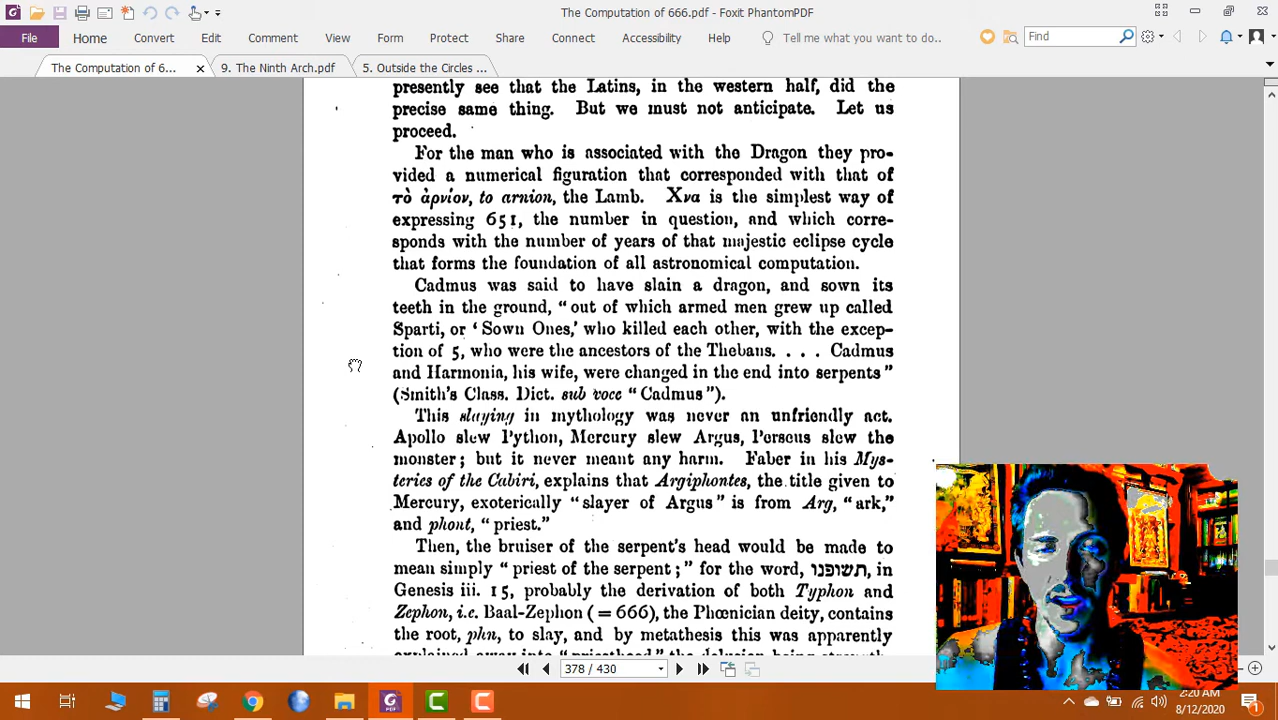 The Computation of 666.pdf - Foxit PhantomPDF
File Home Convert Edit Comment View Form Protect Share Connect Accessibility Help Tell me what you want to do.. Find
The Computation of 6... 9. The Ninth Arch.pdf 5. Outside the Circles ...
presently see that the Latins, in the western half, did the
precise same thing. But we must not anticipate. Let us
proceed.
For the man who is associated with the Dragon they pro-
vided a numerical figuration that corresponded with that of
τὸ ἀρνίον, to arnion, the Lamb. Χνα is the simplest way of
expressing 651, the number in question, and which corre-
sponds with the number of years of that majestic eclipse cycle
that forms the foundation of all astronomical computation.
Cadmus was said to have slain a dragon, and sown its
teeth in the ground, “out of which armed men grew up called
Sparti, or ‘Sown Ones,’ who killed each other, with the excep-
tion of 5, who were the ancestors of the Thebans. . . . . Cadmus
and Harmonia, his wife, were changed in the end into serpents”
(Smith's Class. Dict. sub voce “Cadmus”).
This slaying in mythology was never an unfriendly act.
Apollo slew Python, Mercury slew Argus, Perseus slew the
monster; but it never meant any harm. Faber in his Mys-
teries of the Cabiri, explains that Argiphontes, the title given to
Mercury, exoterically “slayer of Argus” is from Arg, “ark,”
and phont, “priest.”
Then, the bruiser of the serpent's head would be made to
mean simply “priest of the serpent;” for the word, תשופנו, in
Genesis iii. 15, probably the derivation of both Typhon and
Zephon, i.e. Baal-Zephon (=666), the Phœnician deity, contains
the root, phn, to slay, and by metathesis this was apparently
explained away into “priesthood” the delusion being
378 / 430
2:20 AM
8/12/2020
1